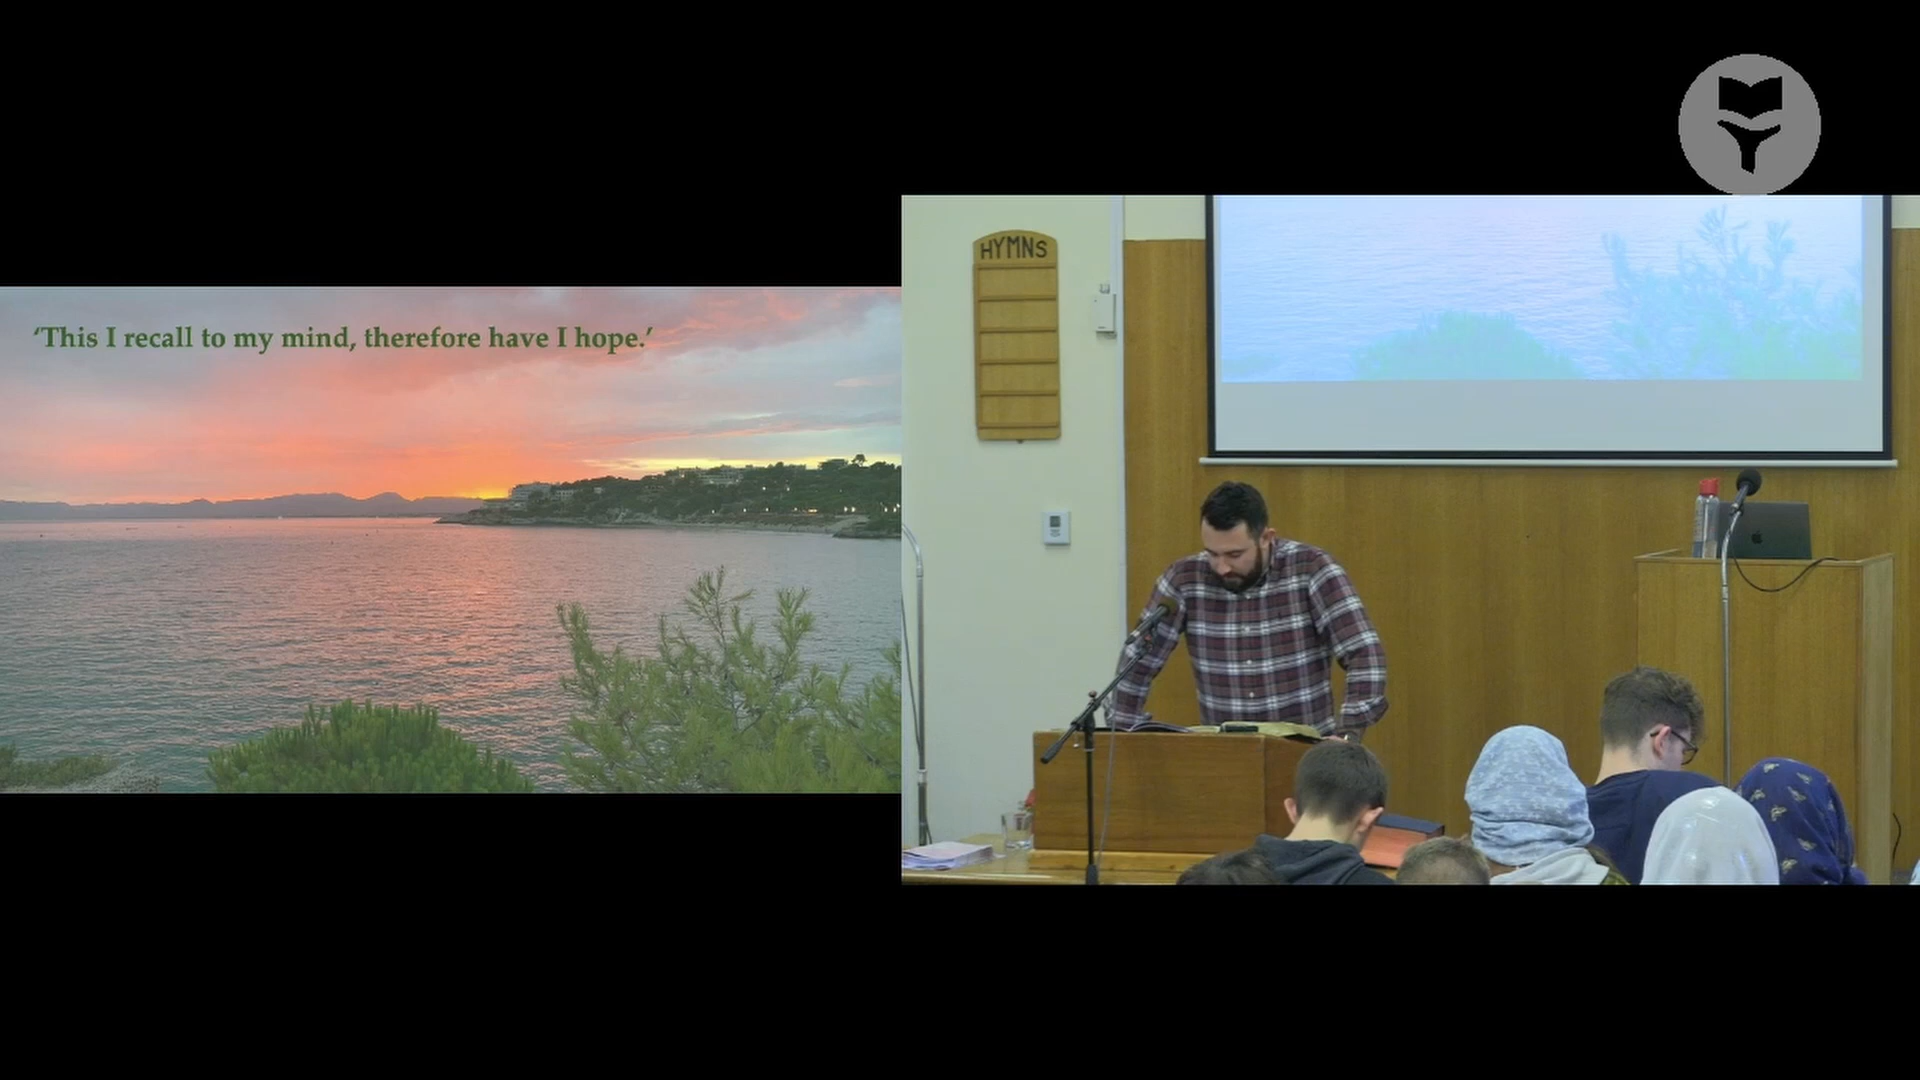 ‘This I recall to my mind, therefore have I hope.’
HYMNS